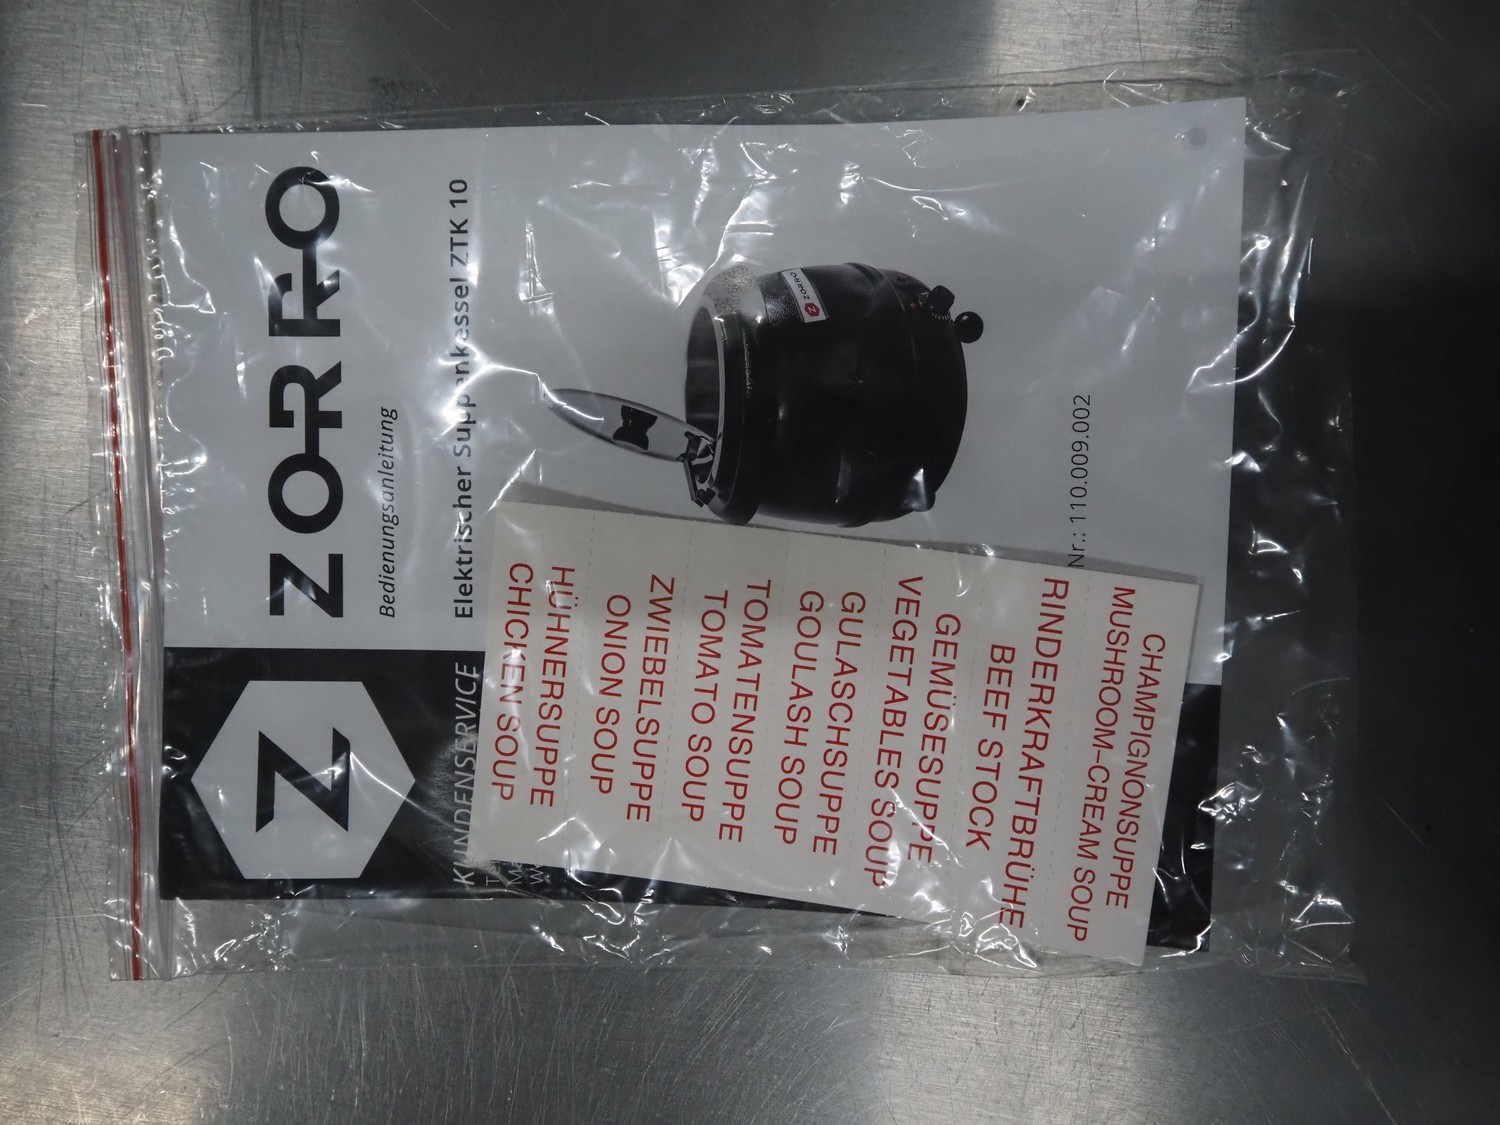 ZORRO
Bedienungsanleitung
Elektrischer Suppenkessel ZTK 10
ZORRO
Nr.: 110.009.002
Z
KUNDENSERVICE
CHAMPIGNONSUPPE
MUSHROOM-CREAM SOUP
RINDERKRAFTBRÜHE
BEEF STOCK
GEMÜSESUPPE
VEGETABLES SOUP
GULASCHSUPPE
GOULASH SOUP
TOMATENSUPPE
TOMATO SOUP
ZWIEBELSUPPE
ONION SOUP
HÜHNERSUPPE
CHICKEN SOUP